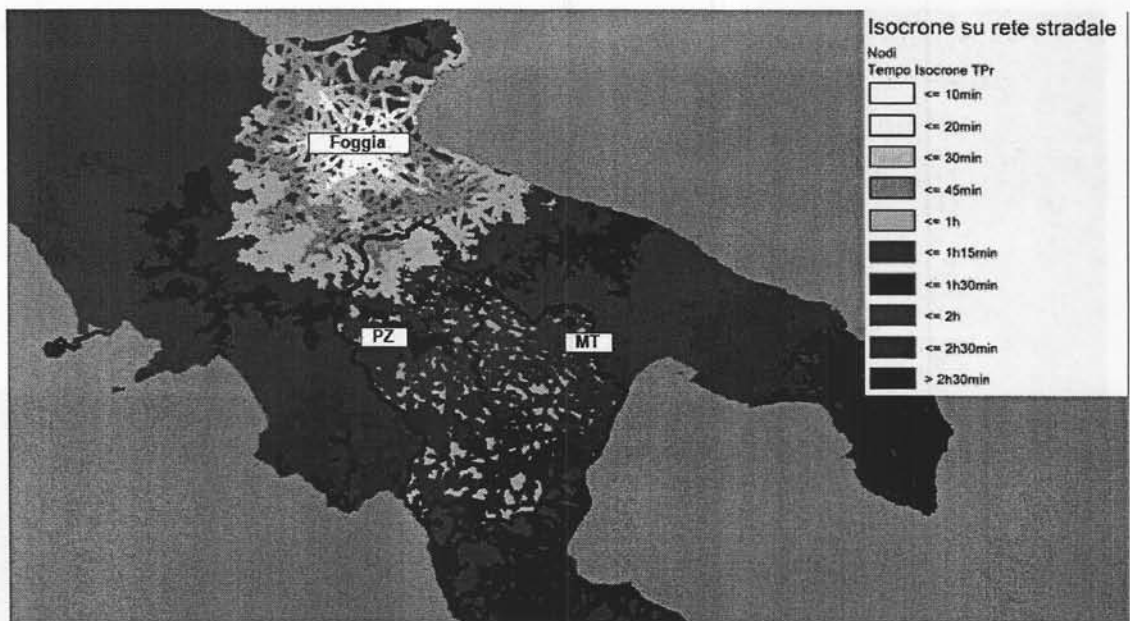 Isocrone su rete stradale
Nodi
Tempo Isocrone TPr
<= 10min
<= 20min
<= 30min
<= 45min
<= 1h
<= 1h15min
<= 1h30min
<= 2h
<= 2h30min
> 2h30min
Foggia
PZ
MT